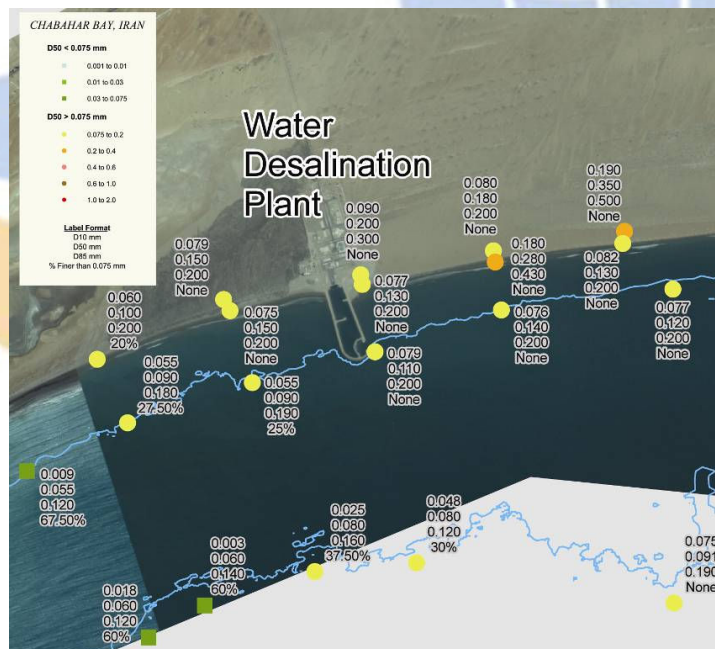 CHABAHAR BAY, IRAN
D50 < 0.075 mm
0.001 to 0.01
0.01 to 0.03
0.03 to 0.075
D50 > 0.075 mm
0.075 to 0.2
0.2 to 0.4
0.4 to 0.6
0.6 to 1.0
1.0 to 2.0
Label Format
D10 mm
D50 mm
D85 mm
% Finer than 0.075 mm
Water
Desalination
Plant
0.190
0.350
0.500
None
0.080
0.180
0.200
None
0.090
0.200
0.300
None
0.079
0.150
0.200
None
0.180
0.280
0.430
None
0.082
0.130
0.200
None
0.077
0.130
0.200
None
0.060
0.100
0.200
20%
0.075
0.150
0.200
None
0.076
0.140
0.200
None
0.077
0.120
0.200
None
0.055
0.090
0.180
27.50%
0.055
0.090
0.190
25%
0.079
0.110
0.200
None
0.009
0.055
0.120
67.50%
0.025
0.080
0.160
37.50%
0.048
0.080
0.120
30%
0.003
0.060
0.140
60%
0.075
0.091
0.190
None
0.018
0.060
0.120
60%